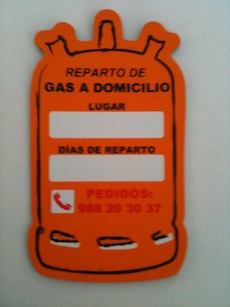 REPARTO DE
GAS A DOMICILIO
LUGAR
DÍAS DE REPARTO
PEDIDOS:
988 20 30 37